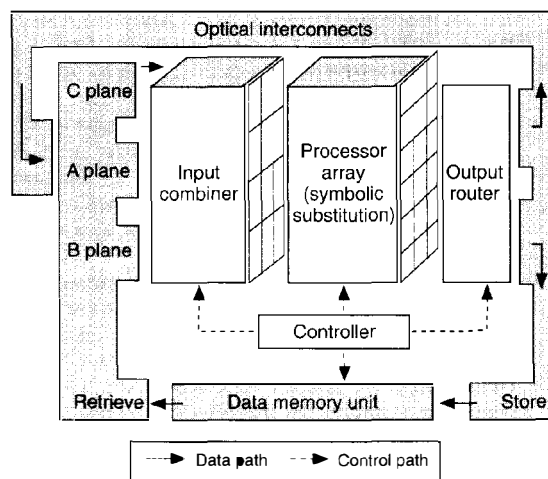 Optical interconnects
C plane
A plane
B plane
Input
combiner
Processor
array
(symbolic
substitution)
Output
router
Controller
Retrieve
Data memory unit
Store
Data path
Control path